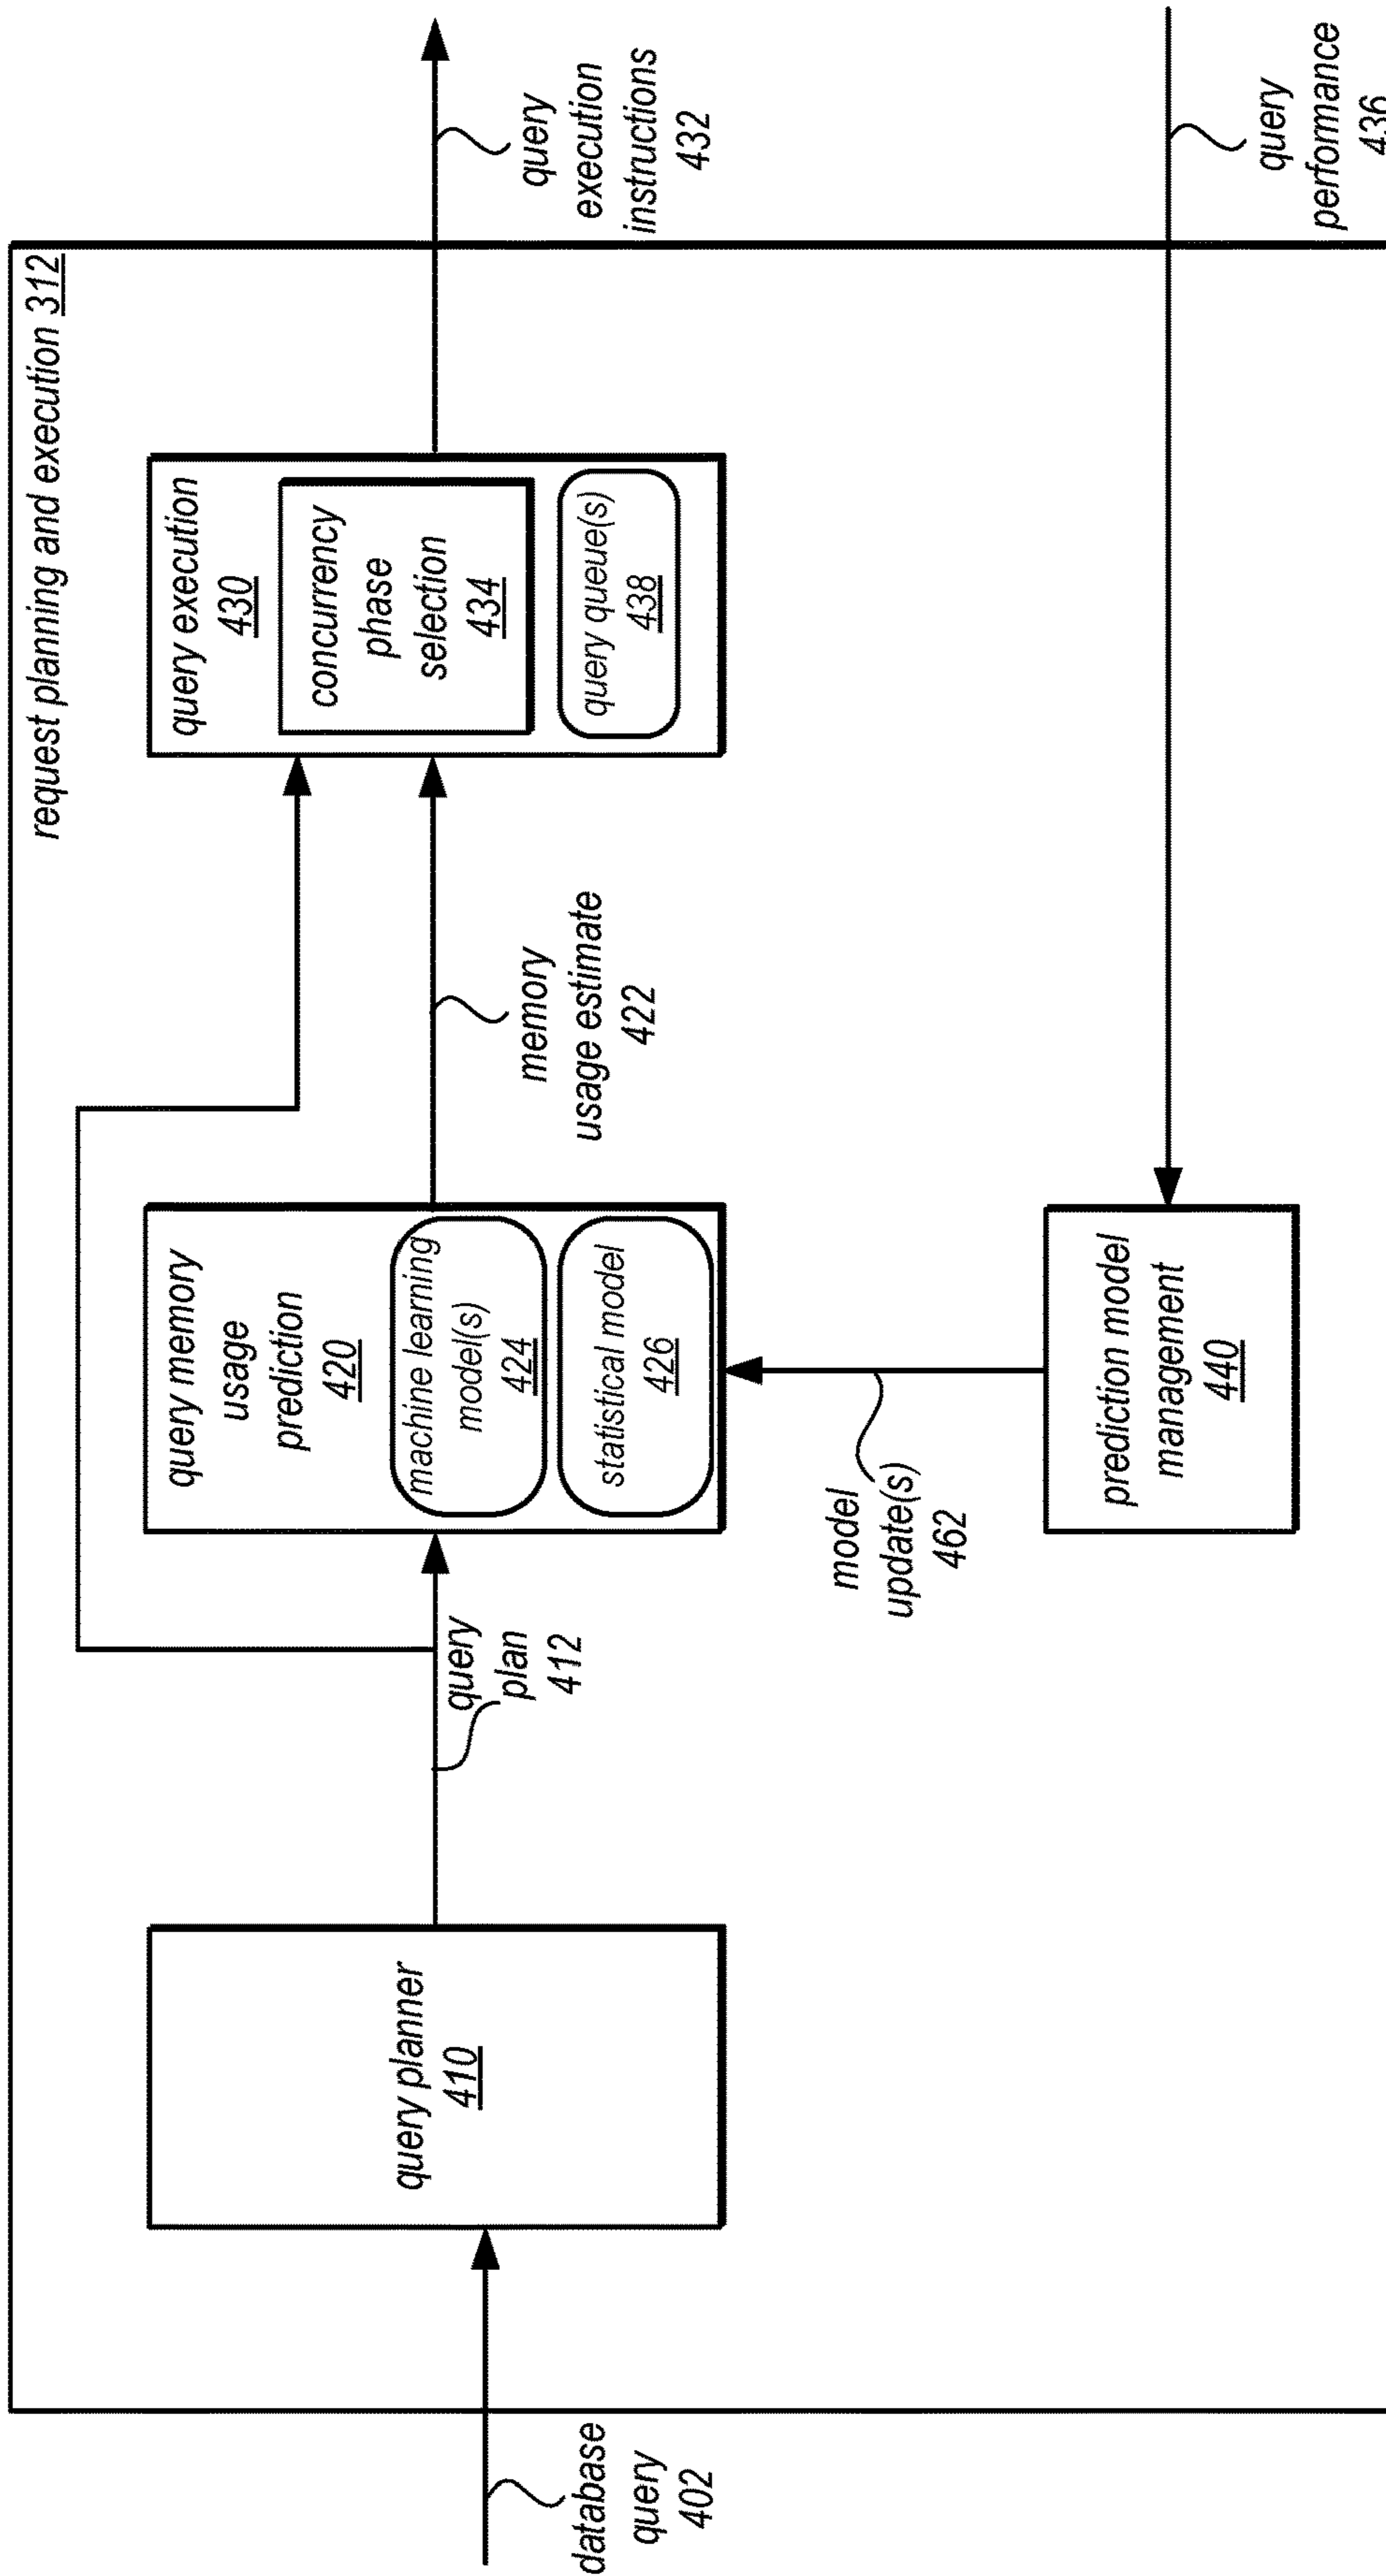 request planning and execution 312
database
query
402
query planner
410
query
plan
412
query memory
usage
prediction
420
machine learning
model(s)
424
statistical model
426
memory
usage estimate
422
query execution
430
concurrency
phase
selection
434
query queue(s)
438
query
execution
instructions
432
model
update(s)
462
prediction model
management
440
query
performance
436